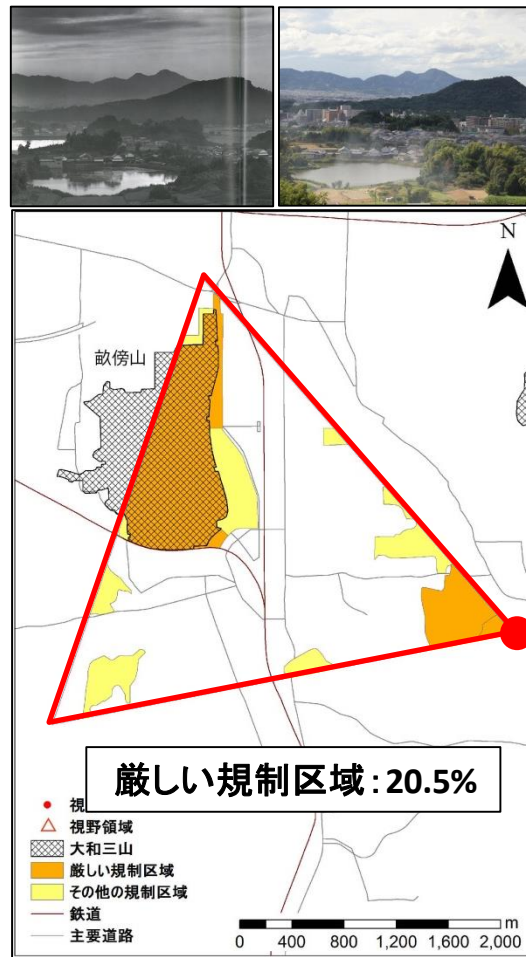 N
畝傍山
厳しい規制区域：20.5%
視
視野領域
大和三山
厳しい規制区域
その他の規制区域
鉄道
主要道路
m
0 400 800 1,200 1,600 2,000